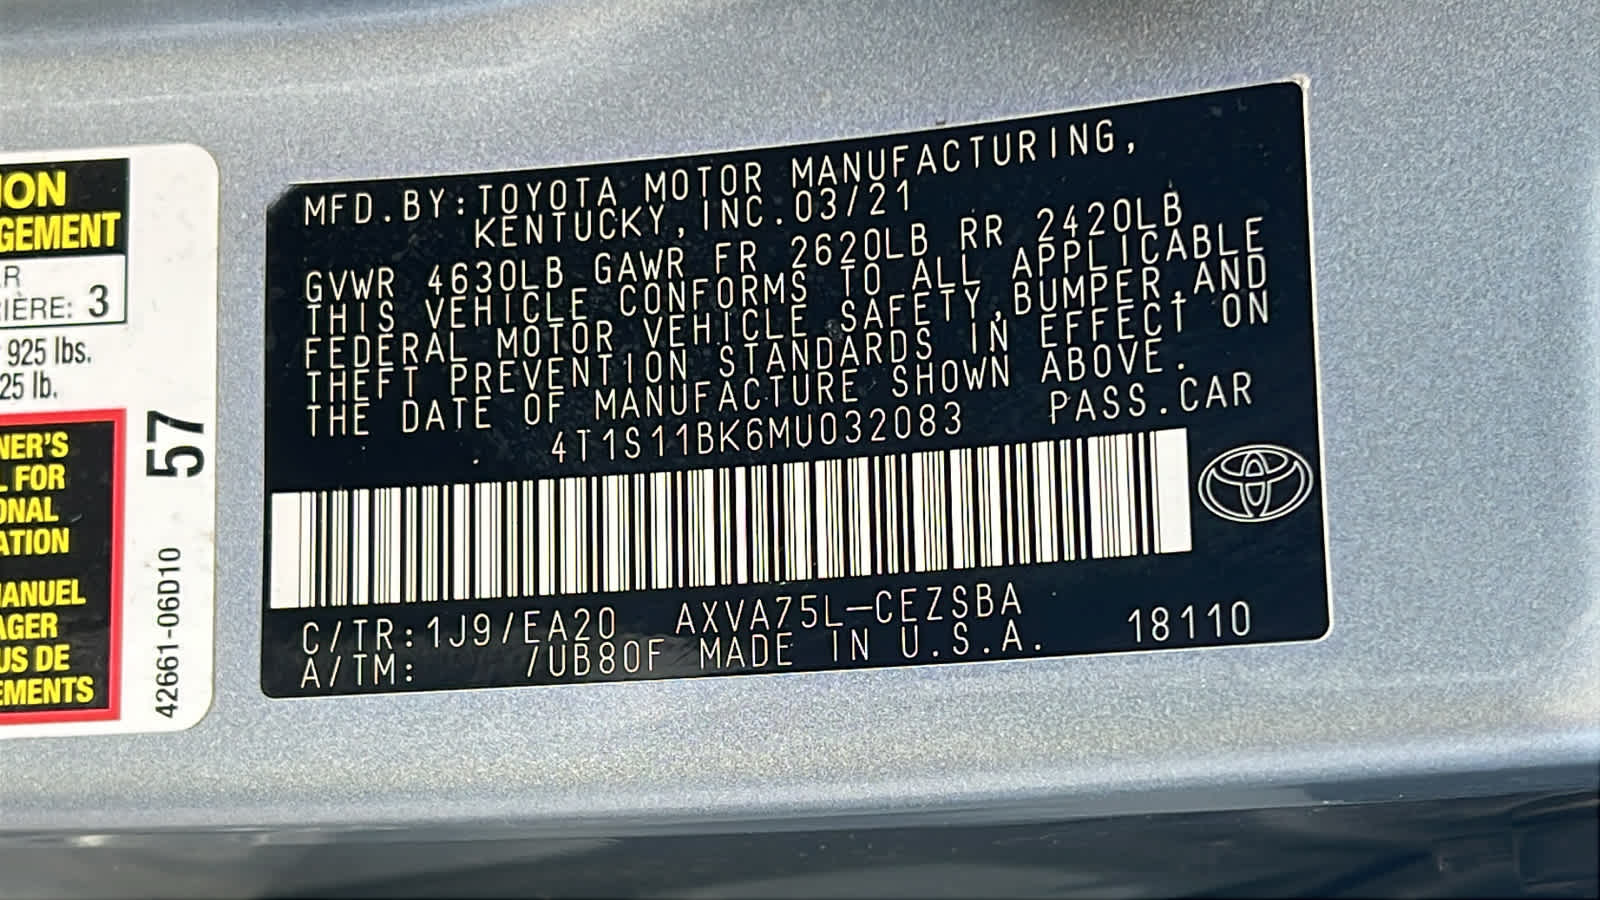 ION
GEMENT
R
IÈRE: 3
925 lbs.
25 lb.
NER'S
L FOR
ONAL
ATION
MANUEL
AGER
US DE
EMENTS
57
42661-06D10
MFD.BY:TOYOTA MOTOR MANUFACTURING,
KENTUCKY,INC.03/21
GVWR 4630LB GAWR FR 2620LB RR 2420LB
THIS VEHICLE CONFORMS TO ALL APPLICABLE
FEDERAL MOTOR VEHICLE SAFETY,BUMPER,AND
THEFT PREVENTION STANDARDS IN EFFECT ON
THE DATE OF MANUFACTURE SHOWN ABOVE.
4T1S11BK6MU032083 PASS.CAR
C/TR:1J9/EA20 AXVA75L-CEZSBA
A/TM: /UB80F MADE IN U.S.A. 18110